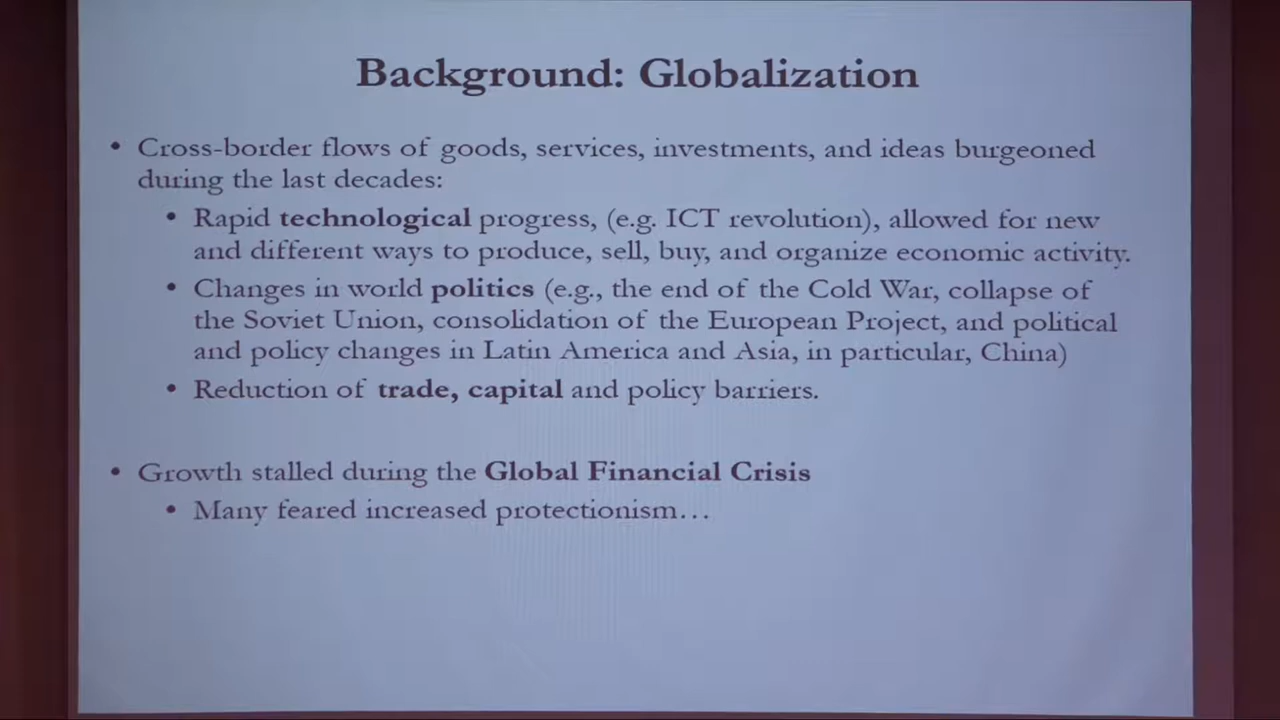 Background: Globalization
• Cross-border flows of goods, services, investments, and ideas burgeoned
during the last decades:
• Rapid technological progress, (e.g. ICT revolution), allowed for new
and different ways to produce, sell, buy, and organize economic activity.
• Changes in world politics (e.g., the end of the Cold War, collapse of
the Soviet Union, consolidation of the European Project, and political
and policy changes in Latin America and Asia, in particular, China)
• Reduction of trade, capital and policy barriers.
• Growth stalled during the Global Financial Crisis
• Many feared increased protectionism…